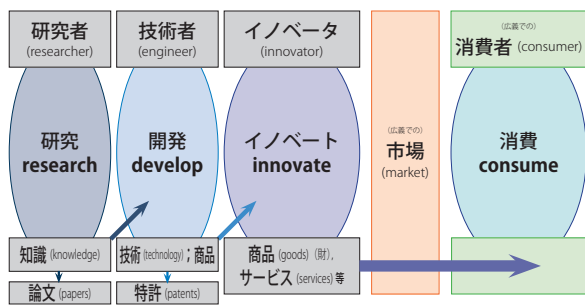 研究者
(researcher)
技術者
(engineer)
イノベータ
(innovator)
(広義での)
消費者 (consumer)
研究
research
開発
develop
イノベート
innovate
(広義での)
市場
(market)
消費
consume
知識 (knowledge)
技術 (technology) ; 商品
商品 (goods) (財),
サービス (services) 等
論文 (papers)
特許 (patents)